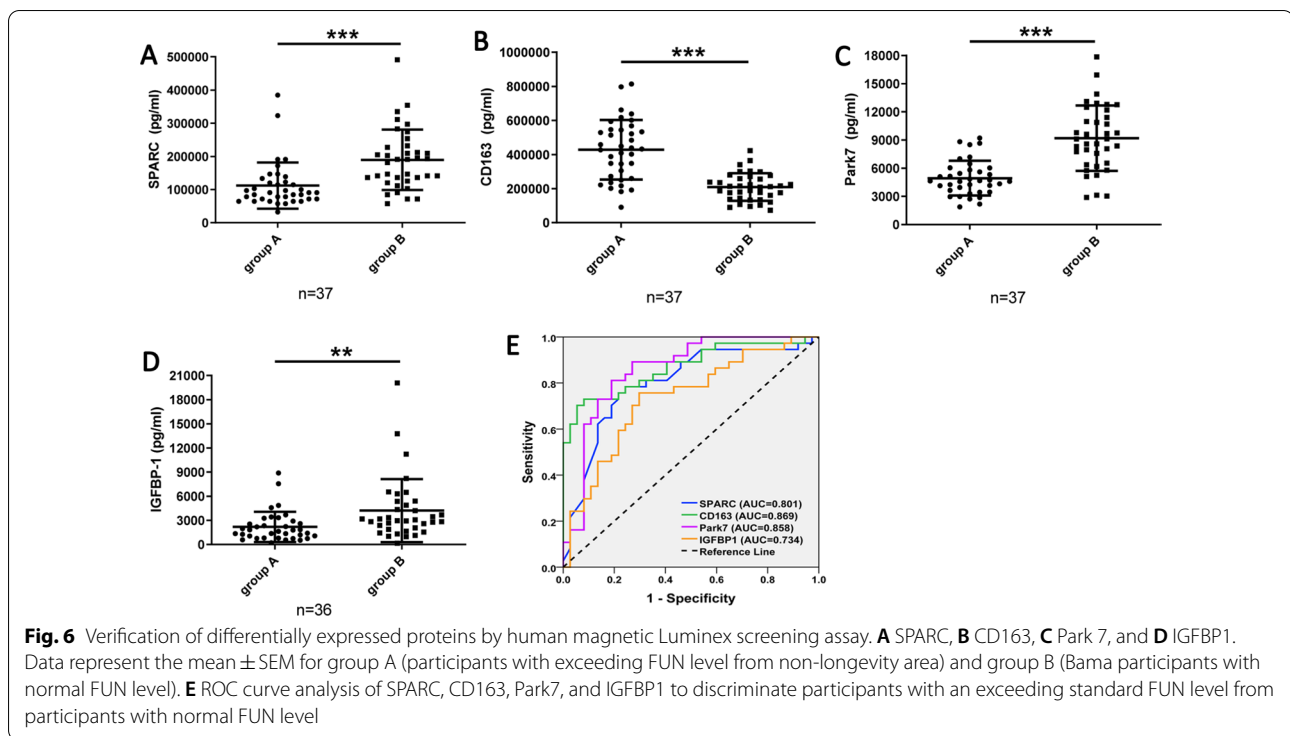 A
***
SPARC (pg/ml)
500000
400000
300000
200000
100000
0
group A
group B
n=37
B
***
CD163 (pg/ml)
1000000
800000
600000
400000
200000
0
group A
group B
n=37
C
***
Park7 (pg/ml)
18000
15000
12000
9000
6000
3000
0
group A
group B
n=37
D
**
IGFBP-1 (pg/ml)
21000
18000
15000
12000
9000
6000
3000
0
group A
group B
n=36
E
Sensitivity
1.0
0.8
0.6
0.4
0.2
0.0
SPARC (AUC=0.801)
CD163 (AUC=0.869)
Park7 (AUC=0.858)
IGFBP1 (AUC=0.734)
Reference Line
0.0 0.2 0.4 0.6 0.8 1.0
1 - Specificity
Fig. 6 Verification of differentially expressed proteins by human magnetic Luminex screening assay. A SPARC, B CD163, C Park 7, and D IGFBP1.
Data represent the mean ± SEM for group A (participants with exceeding FUN level from non-longevity area) and group B (Bama participants with
normal FUN level). E ROC curve analysis of SPARC, CD163, Park7, and IGFBP1 to discriminate participants with an exceeding standard FUN level from
participants with normal FUN level